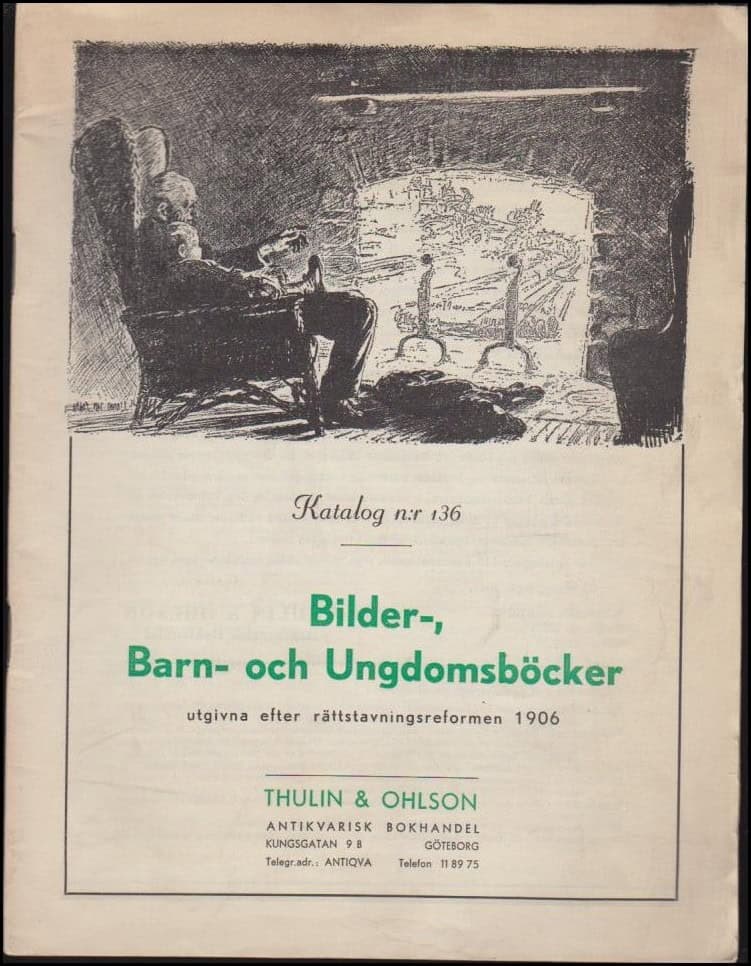 Katalog n:r 136
Bilder-,
Barn- och Ungdomsböcker
utgivna efter rättstavningsreformen 1906
THULIN & OHLSON
ANTIKVARISK BOKHANDEL
KUNGSGATAN 9 B GÖTEBORG
Telegr.adr.: ANTIQVA Telefon 11 89 75